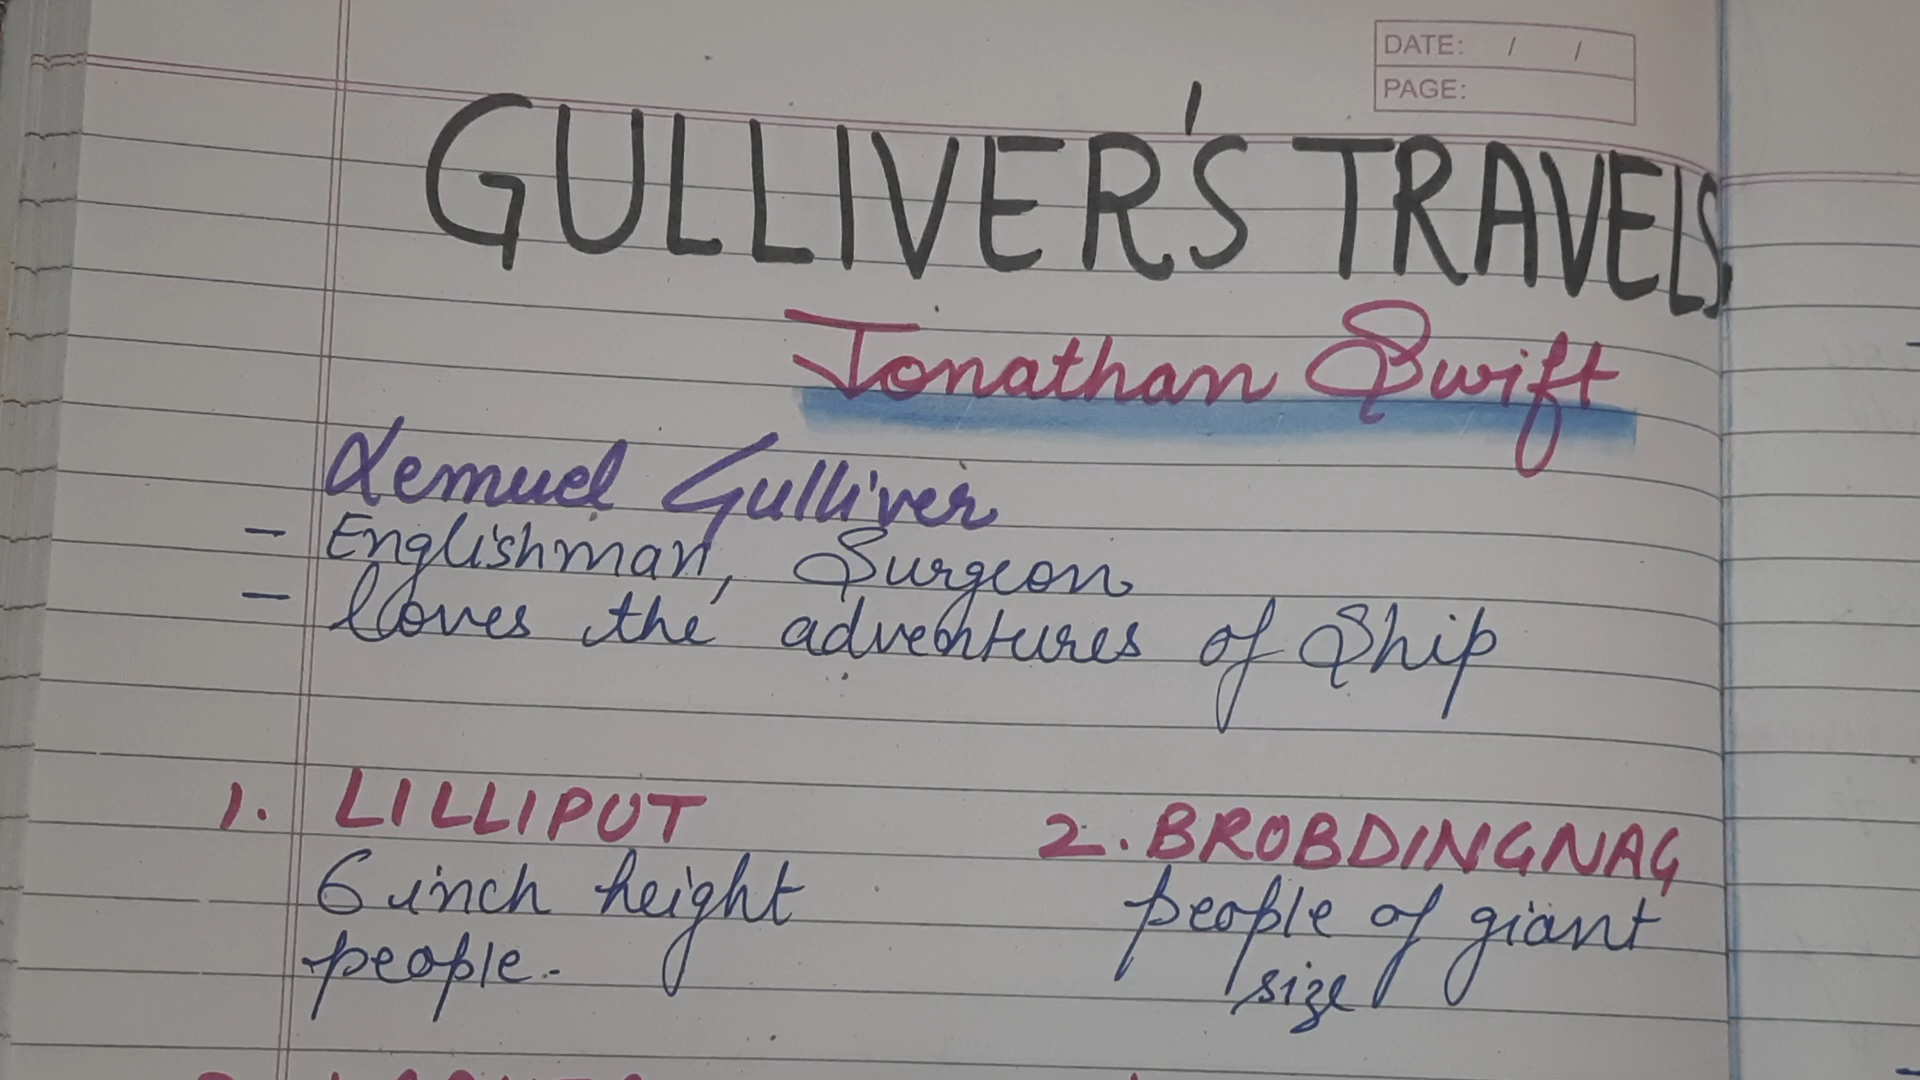 DATE: / /
PAGE:
GULLIVER'S TRAVELS
Jonathan Swift
Lemuel Gulliver
- Englishman, Surgeon
- loves the adventures of Ship
1. LILLIPUT
6 inch height
people.
2. BROBDINGNAG
people of giant
size